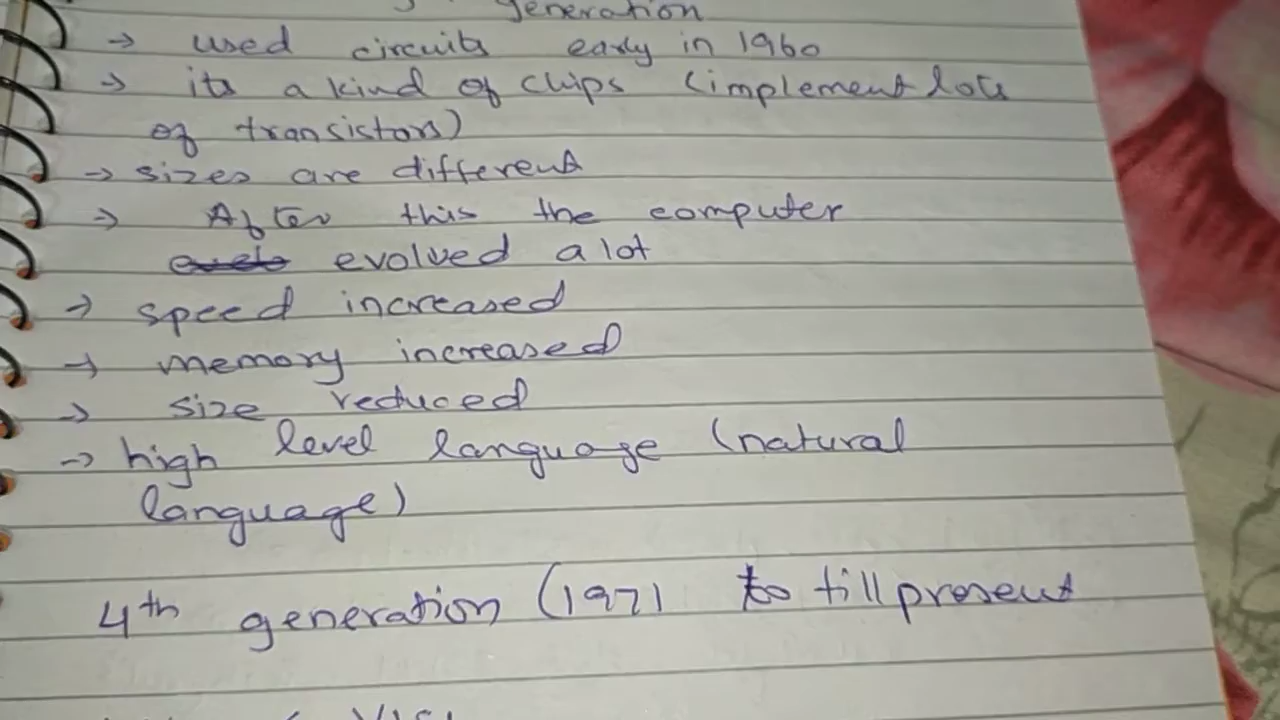 generation
→ used circuits early in 1960
→ its a kind of chips (implement lots
of transistors)
→ sizes are different
→ After this the computer
evolved a lot
→ speed increased
→ memory increased
→ size reduced
→ high level language (natural
language)
4th generation (1971 to till present